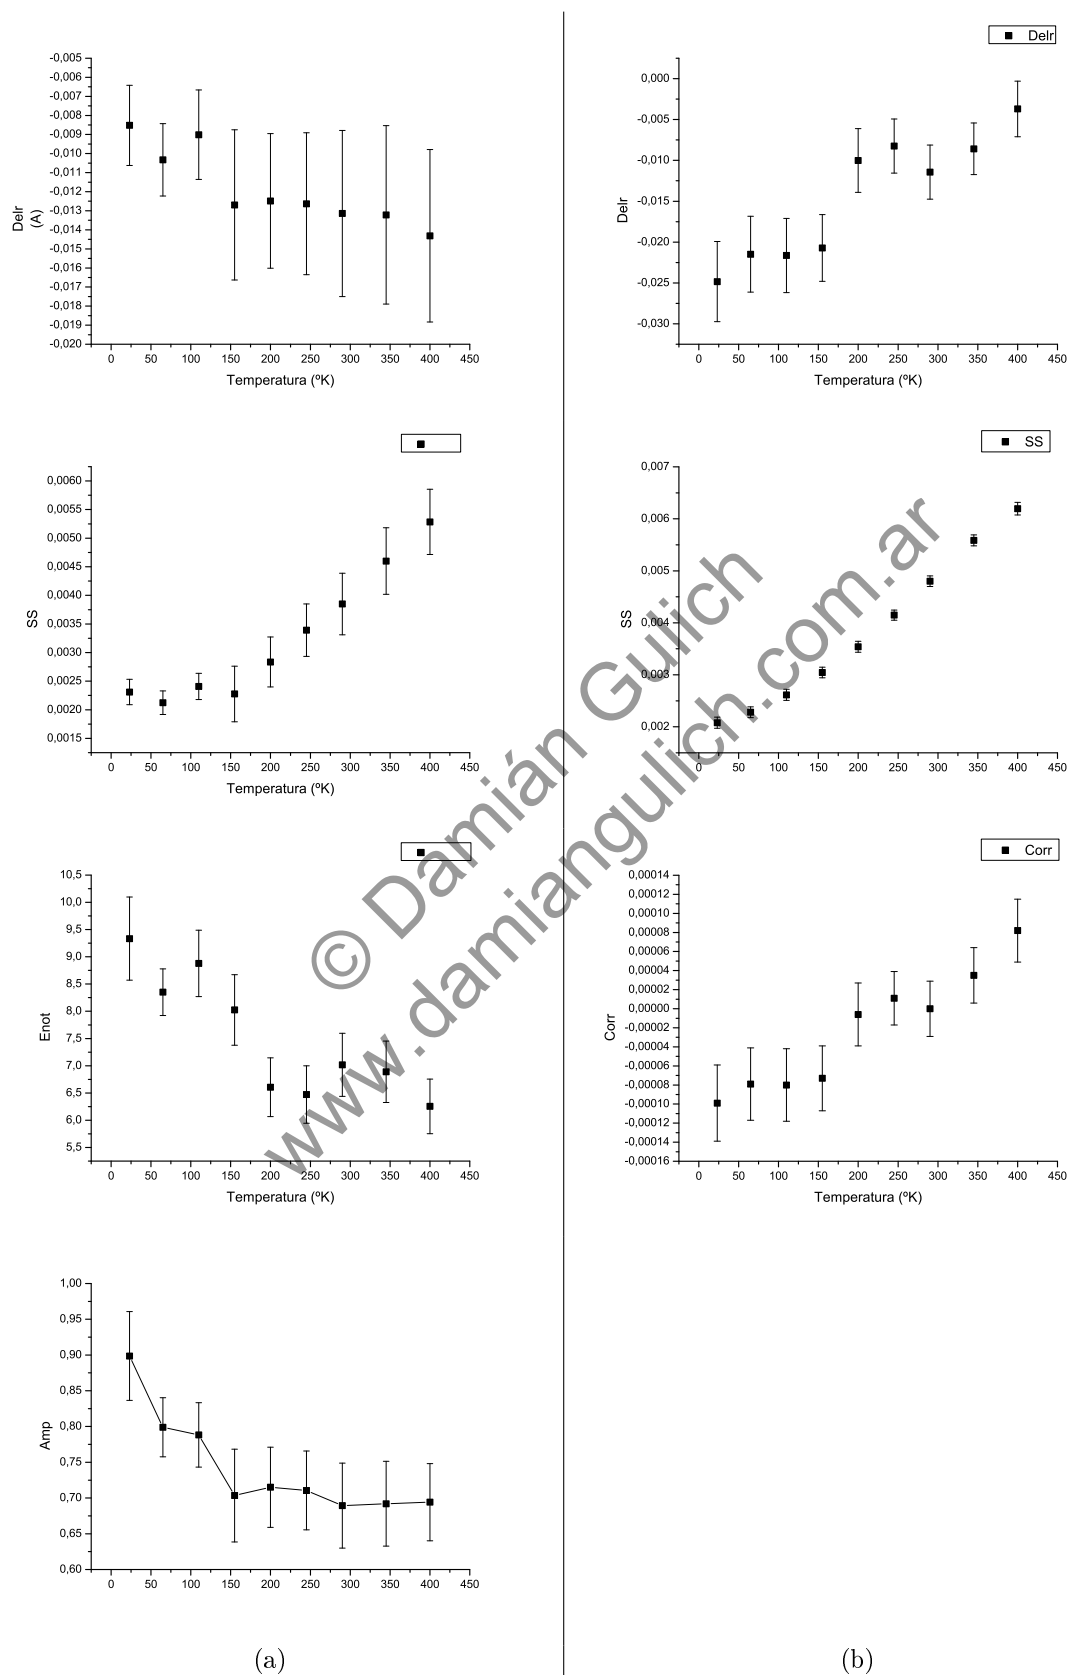 -0,005
-0,006
-0,007
-0,008
-0,009
-0,010
-0,011
-0,012
-0,013
-0,014
-0,015
-0,016
-0,017
-0,018
-0,019
-0,020
Delr
(A)
0 50 100 150 200 250 300 350 400 450
Temperatura (ºK)
Delr
0,000
-0,005
-0,010
-0,015
-0,020
-0,025
-0,030
Delr
0 50 100 150 200 250 300 350 400 450
Temperatura (ºK)
0,0060
0,0055
0,0050
0,0045
0,0040
0,0035
0,0030
0,0025
0,0020
0,0015
SS
0 50 100 150 200 250 300 350 400 450
Temperatura (ºK)
SS
0,007
0,006
0,005
0,004
0,003
0,002
SS
0 50 100 150 200 250 300 350 400 450
Temperatura (ºK)
10,5
10,0
9,5
9,0
8,5
8,0
7,5
7,0
6,5
6,0
5,5
Enot
0 50 100 150 200 250 300 350 400 450
Temperatura (ºK)
Corr
0,00014
0,00012
0,00010
0,00008
0,00006
0,00004
0,00002
0,00000
-0,00002
-0,00004
-0,00006
-0,00008
-0,00010
-0,00012
-0,00014
-0,00016
Corr
0 50 100 150 200 250 300 350 400 450
Temperatura (ºK)
1,00
0,95
0,90
0,85
0,80
0,75
0,70
0,65
0,60
Amp
0 50 100 150 200 250 300 350 400 450
(a)
(b)
© Damián Gulich
www.damiangulich.com.ar